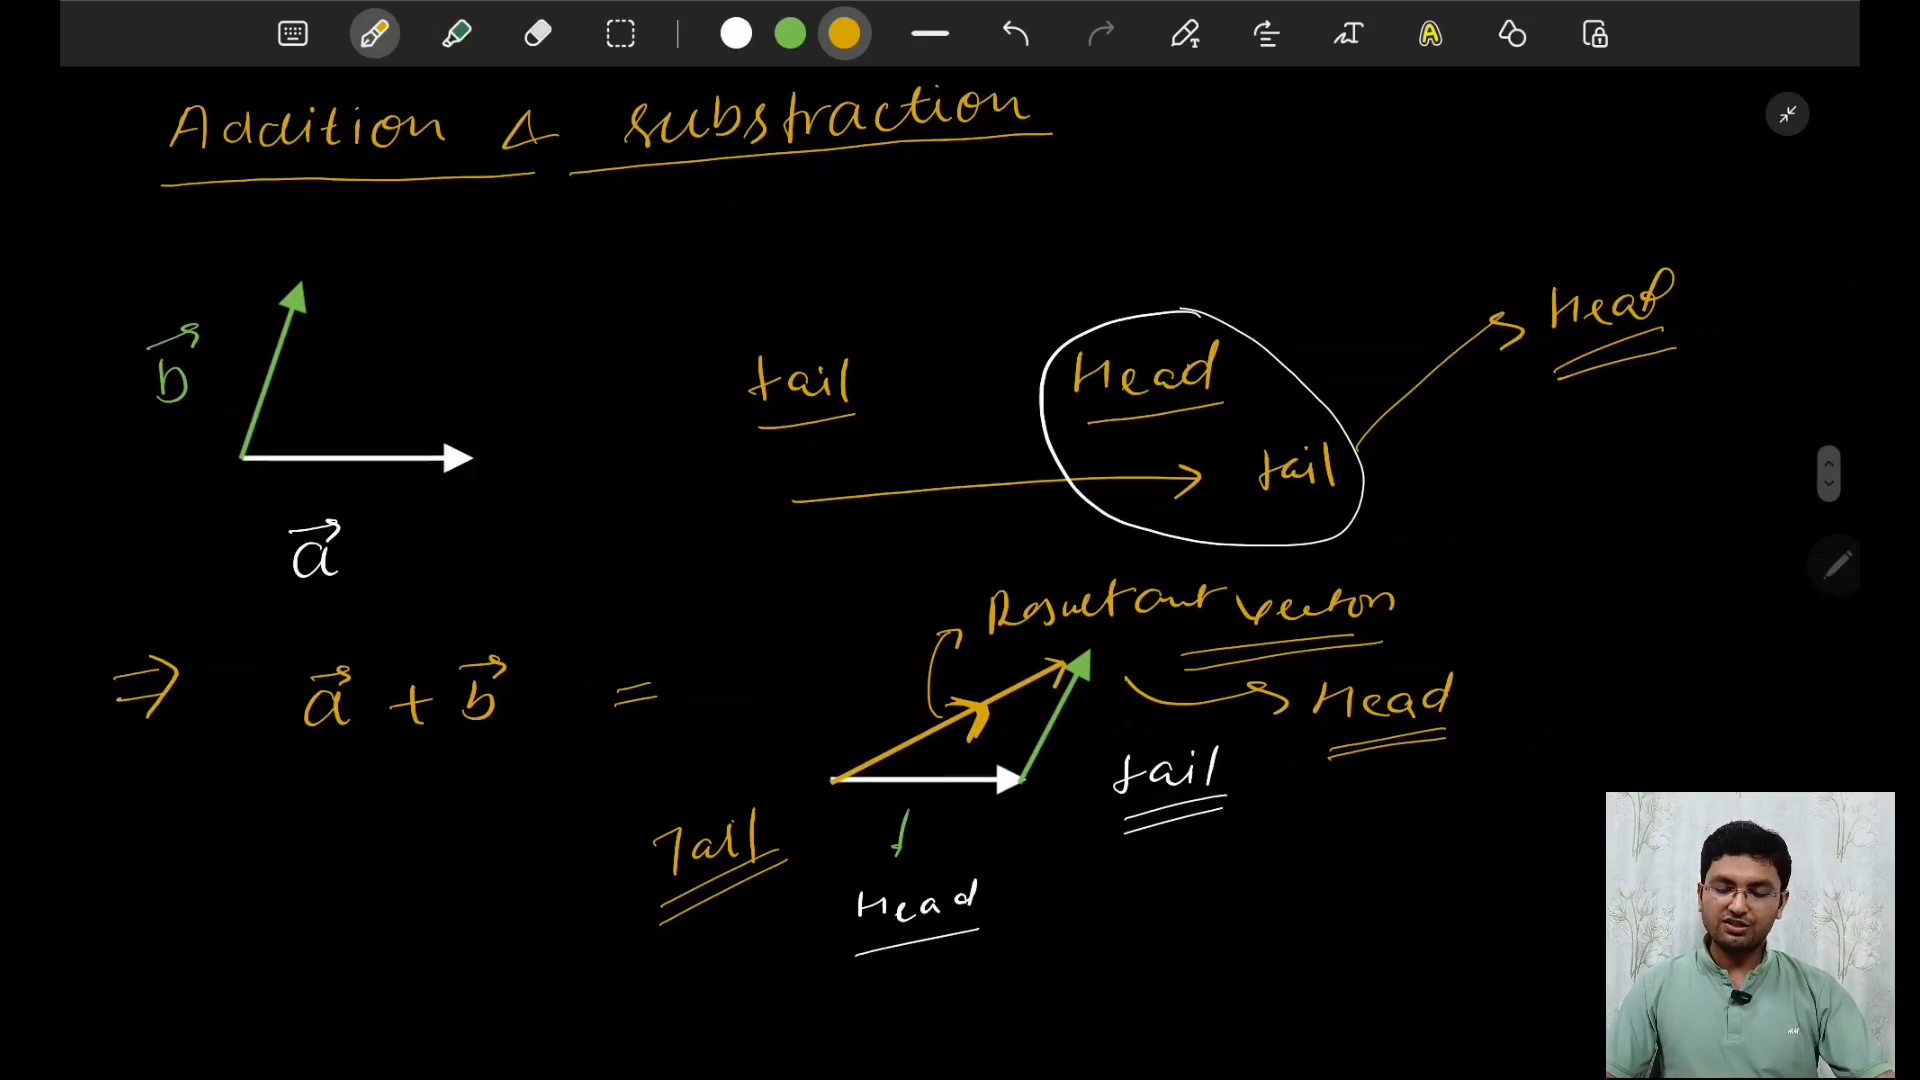 Addition & substraction
b
a
tail
Head
tail
Head
Resultant vector
a + b =
Head
tail
Tail
Head